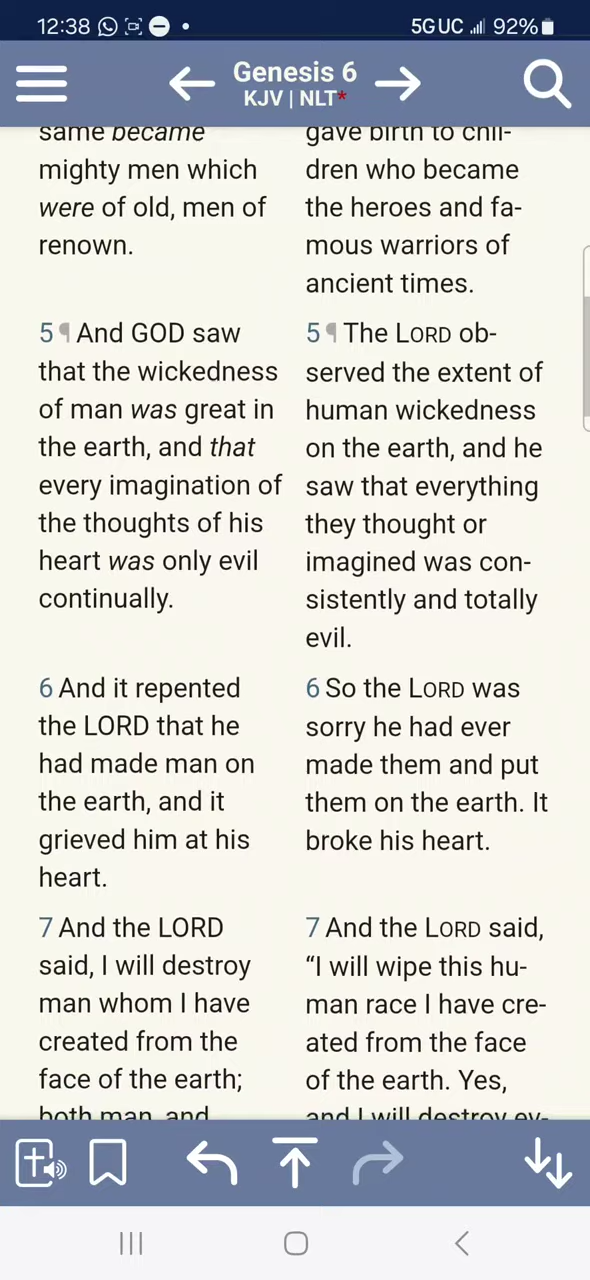 12:38 5GUC 92%
Genesis 6
KJV | NLT*
same became
mighty men which
were of old, men of
renown.
5 ¶ And GOD saw
that the wickedness
of man was great in
the earth, and that
every imagination of
the thoughts of his
heart was only evil
continually.
6 And it repented
the LORD that he
had made man on
the earth, and it
grieved him at his
heart.
7 And the LORD
said, I will destroy
man whom I have
created from the
face of the earth;
both man, and
gave birth to chil-
dren who became
the heroes and fa-
mous warriors of
ancient times.
5 ¶ The LORD ob-
served the extent of
human wickedness
on the earth, and he
saw that everything
they thought or
imagined was con-
sistently and totally
evil.
6 So the LORD was
sorry he had ever
made them and put
them on the earth. It
broke his heart.
7 And the LORD said,
“I will wipe this hu-
man race I have cre-
ated from the face
of the earth. Yes,
and I will destroy ev-